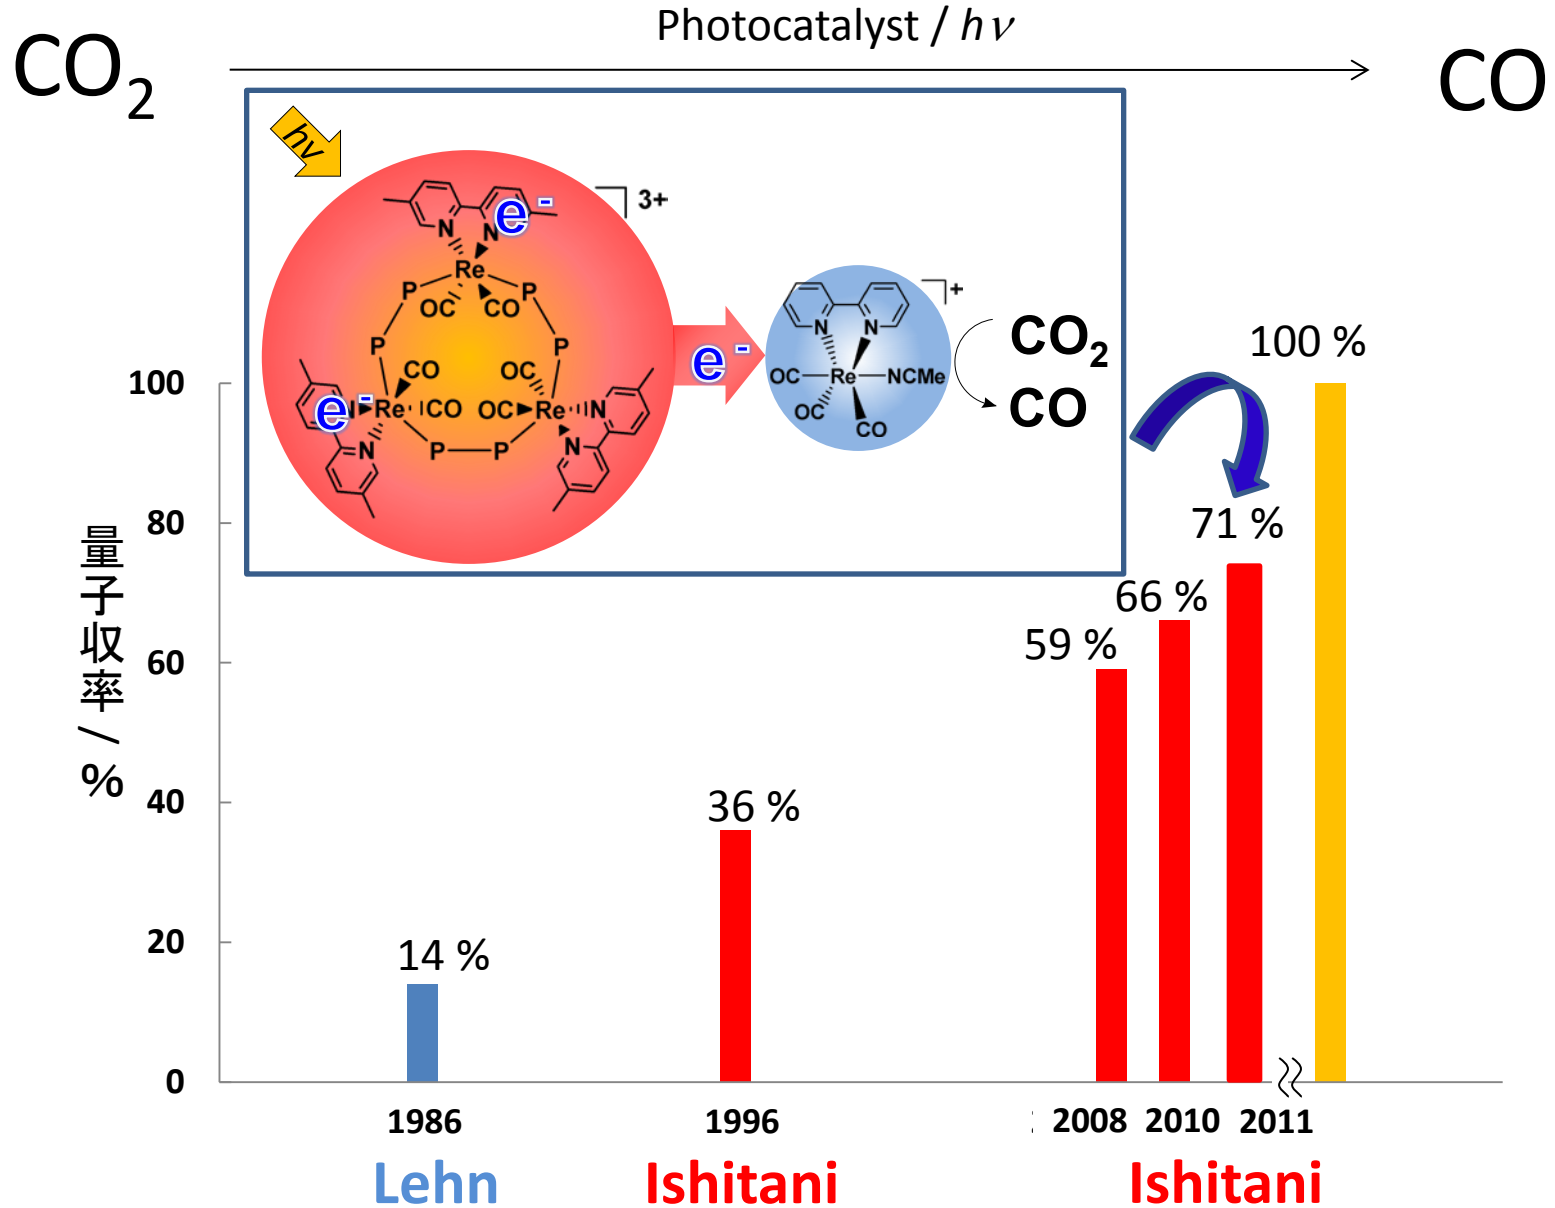 Photocatalyst / hν
CO2
CO
hν
3+
e -
N
N
Re
P
P
OC
CO
P
P
CO
OC
e -
N
Re
CO
OC
Re
N
N
N
P
P
e -
+
N
N
OC
Re
NCMe
OC
CO
CO2
CO
100 %
71 %
66 %
59 %
36 %
14 %
量子収率 / %
100
80
60
40
20
0
1986
1996
2008
2010
2011
Lehn
Ishitani
Ishitani